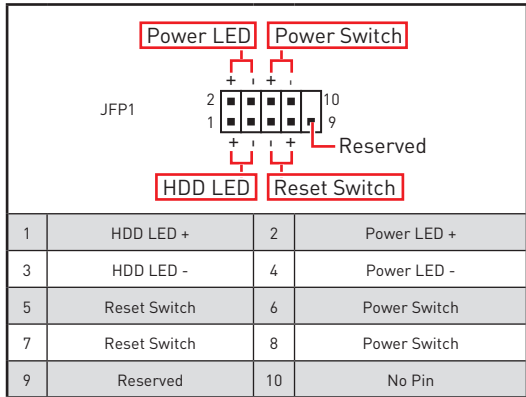 Power LED Power Switch
+ - + -
JFP1
2 10
1 9
+ - - +
Reserved
HDD LED Reset Switch
1 HDD LED + 2 Power LED +
3 HDD LED - 4 Power LED -
5 Reset Switch 6 Power Switch
7 Reset Switch 8 Power Switch
9 Reserved 10 No Pin